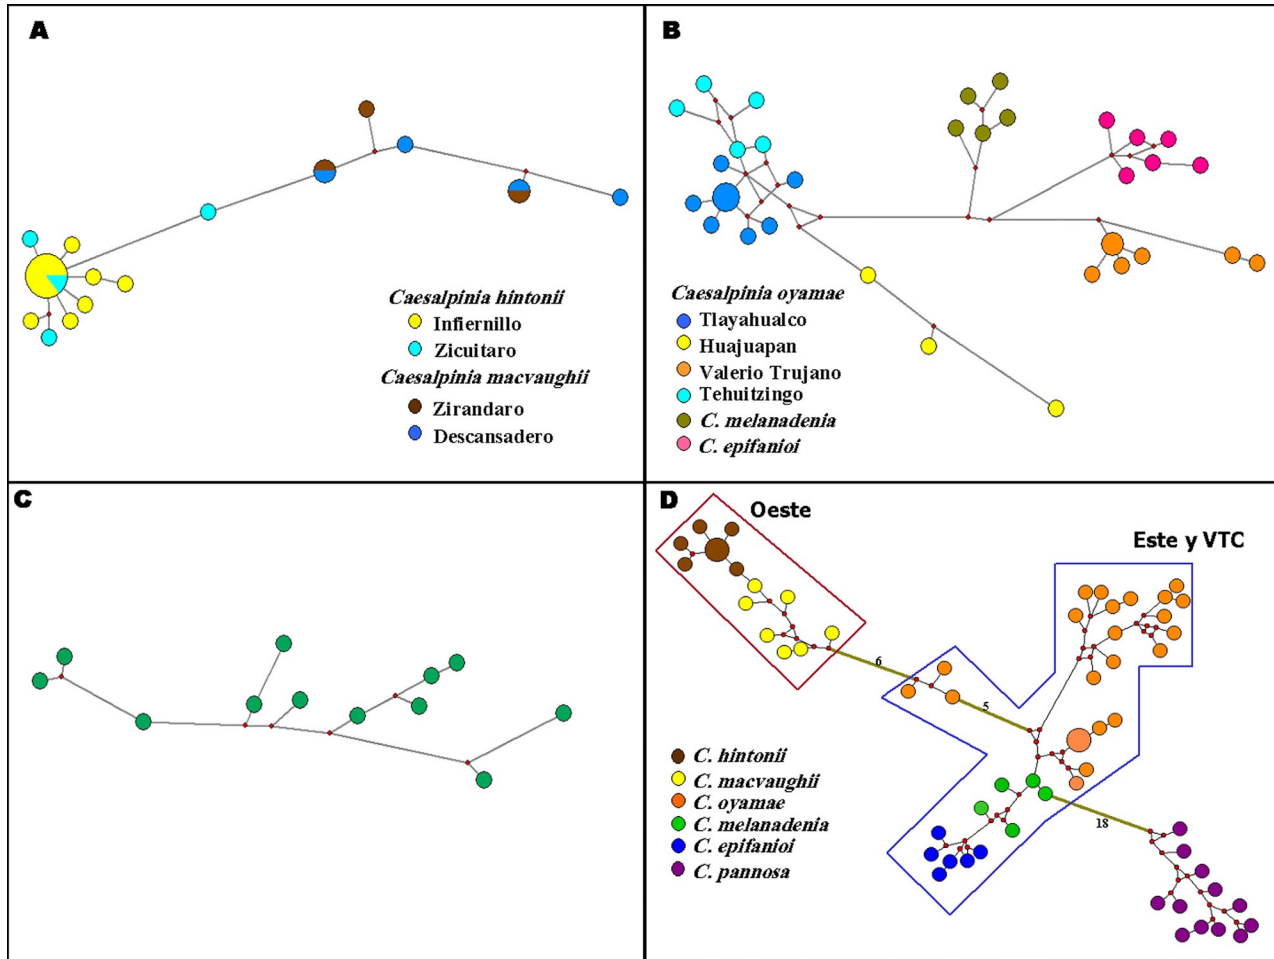 A
Caesalpinia hintonii
Infiernillo
Zicuitaro
Caesalpinia macvaughii
Zirandaro
Descansadero
B
Caesalpinia oyamae
Tlayahualco
Huajuapan
Valerio Trujano
Tehuitzingo
C. melanadenia
C. epifanioi
C
D
Oeste
Este y VTC
6
5
18
C. hintonii
C. macvaughii
C. oyamae
C. melanadenia
C. epifanioi
C. pannosa